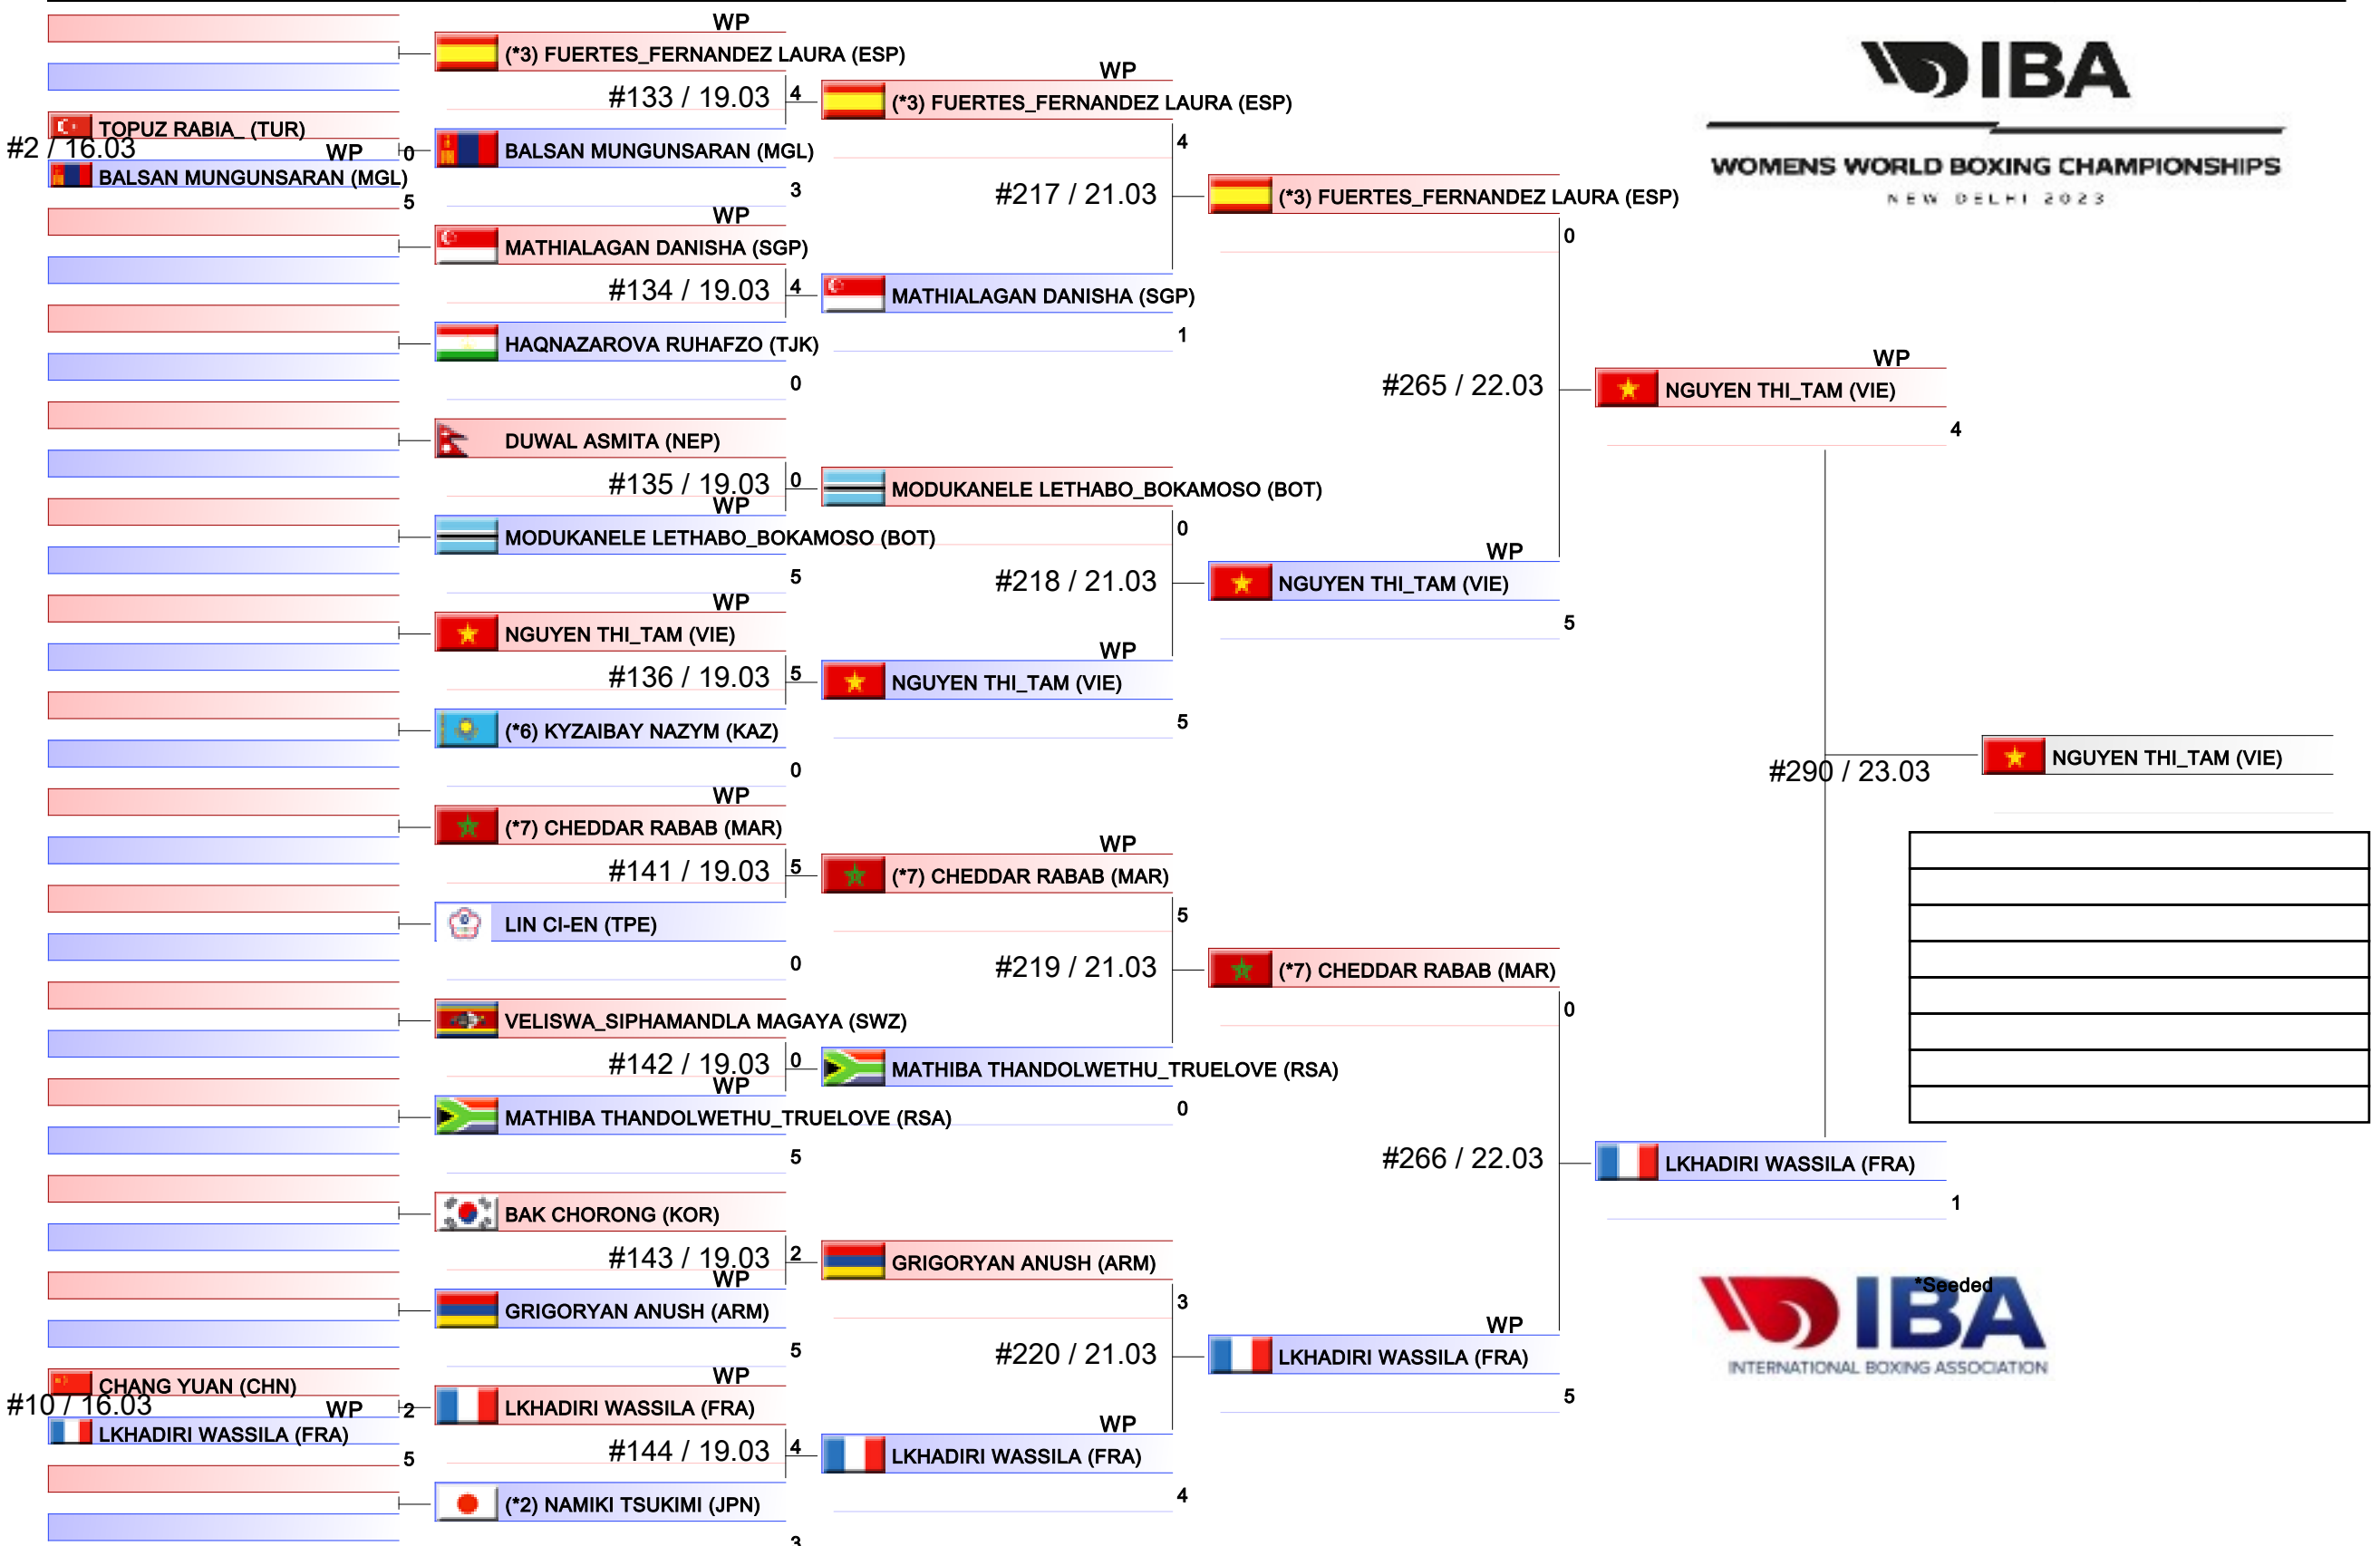 WP
(*3) FUERTES_FERNANDEZ LAURA (ESP)
#133 / 19.03 4
BALSAN MUNGUNSARAN (MGL)
3
TOPUZ RABIA_ (TUR)
#2 / 16.03 WP 0
BALSAN MUNGUNSARAN (MGL)
5
WP
MATHIALAGAN DANISHA (SGP)
#134 / 19.03 4
HAQNAZAROVA RUHAFZO (TJK)
0
DUWAL ASMITA (NEP)
#135 / 19.03 0
WP
MODUKANELE LETHABO_BOKAMOSO (BOT)
5
WP
NGUYEN THI_TAM (VIE)
#136 / 19.03 5
(*6) KYZAIBAY NAZYM (KAZ)
0
WP
(*7) CHEDDAR RABAB (MAR)
#141 / 19.03 5
LIN CI-EN (TPE)
0
VELISWA_SIPHAMANDLA MAGAYA (SWZ)
#142 / 19.03 0
WP
MATHIBA THANDOLWETHU_TRUELOVE (RSA)
5
BAK CHORONG (KOR)
#143 / 19.03 2
WP
GRIGORYAN ANUSH (ARM)
5
CHANG YUAN (CHN)
#10 / 16.03 WP 2
LKHADIRI WASSILA (FRA)
5
WP
LKHADIRI WASSILA (FRA)
#144 / 19.03 4
(*2) NAMIKI TSUKIMI (JPN)
3
WP
(*3) FUERTES_FERNANDEZ LAURA (ESP)
4
#217 / 21.03
MATHIALAGAN DANISHA (SGP)
1
MODUKANELE LETHABO_BOKAMOSO (BOT)
0
#218 / 21.03
WP
NGUYEN THI_TAM (VIE)
5
WP
(*7) CHEDDAR RABAB (MAR)
5
#219 / 21.03
MATHIBA THANDOLWETHU_TRUELOVE (RSA)
0
GRIGORYAN ANUSH (ARM)
3
#220 / 21.03
WP
LKHADIRI WASSILA (FRA)
4
(*3) FUERTES_FERNANDEZ LAURA (ESP)
0
#265 / 22.03
WP
NGUYEN THI_TAM (VIE)
5
(*7) CHEDDAR RABAB (MAR)
0
#266 / 22.03
WP
LKHADIRI WASSILA (FRA)
5
WP
NGUYEN THI_TAM (VIE)
4
#290 / 23.03
LKHADIRI WASSILA (FRA)
1
NGUYEN THI_TAM (VIE)
IBA
WOMENS WORLD BOXING CHAMPIONSHIPS
NEW DELHI 2023
*Seeded
IBA
INTERNATIONAL BOXING ASSOCIATION